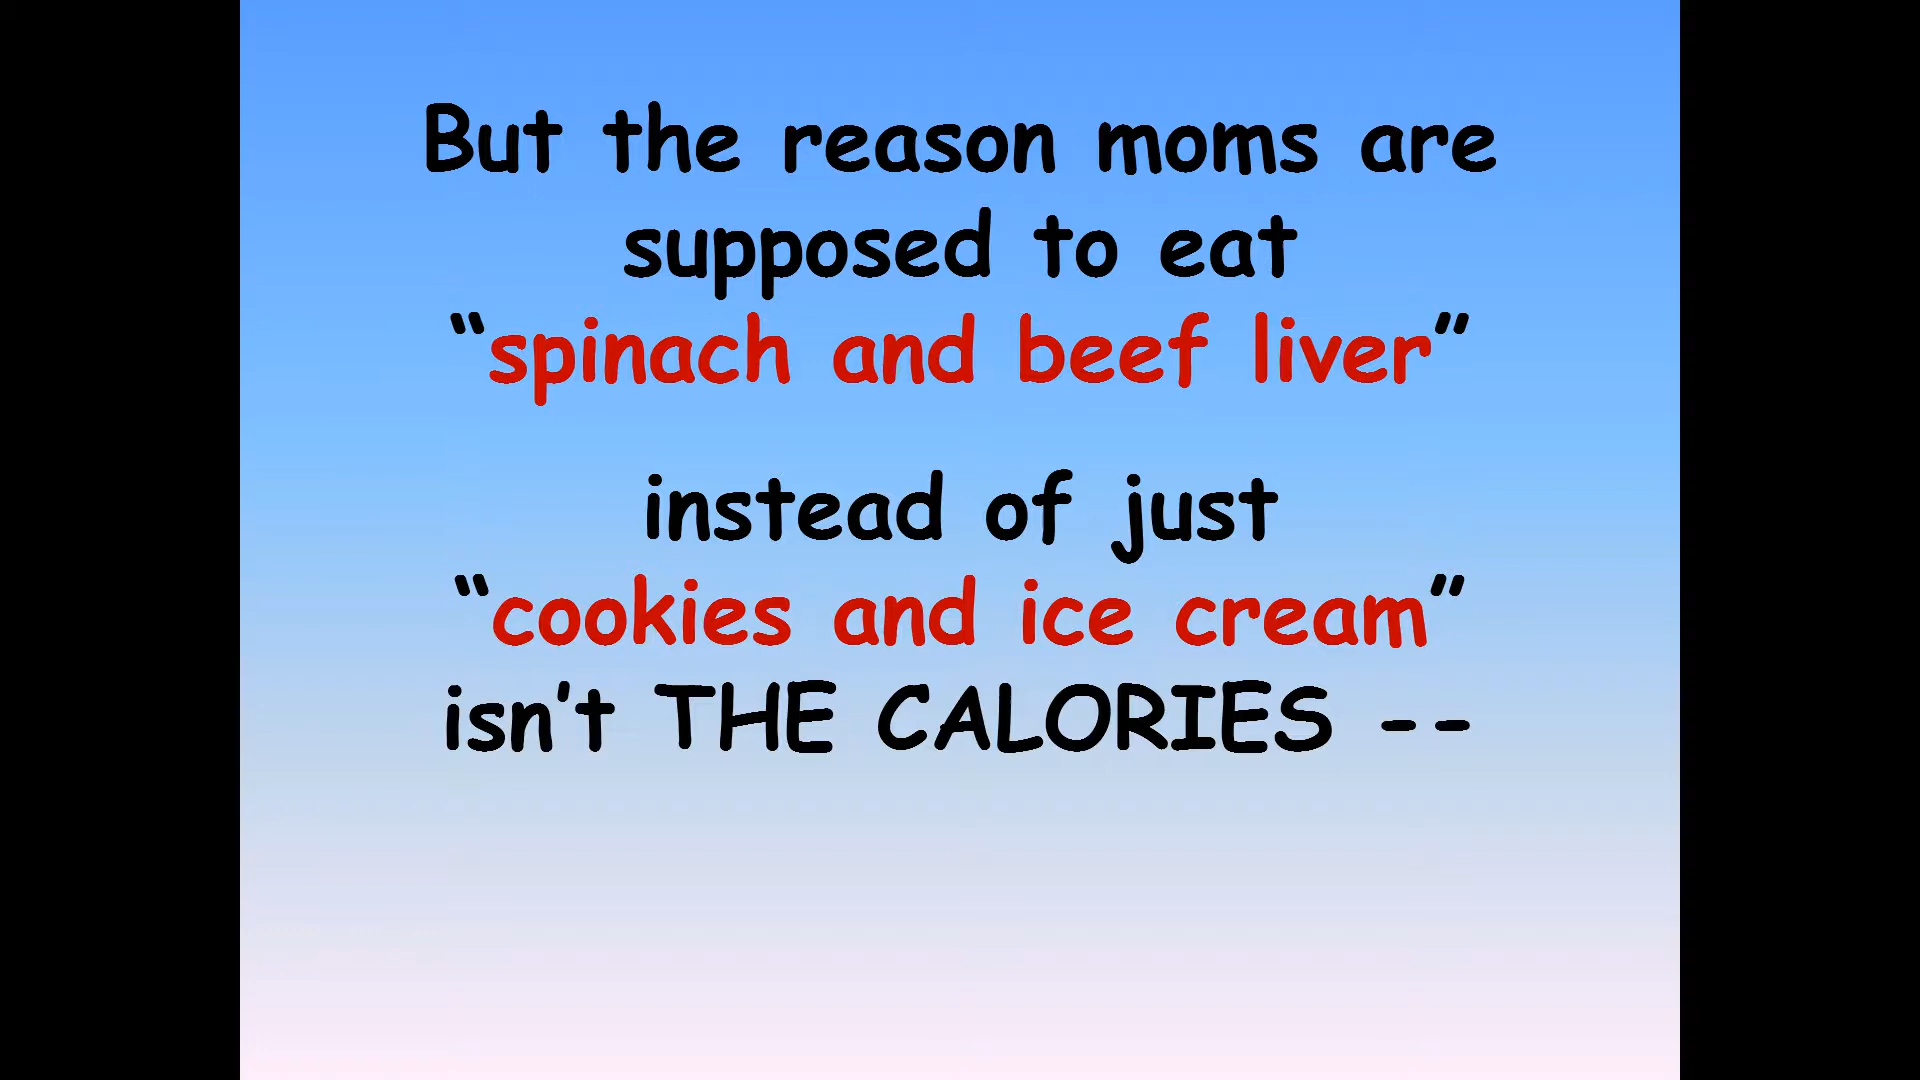 But the reason moms are
supposed to eat
“spinach and beef liver”
instead of just
“cookies and ice cream”
isn’t THE CALORIES --